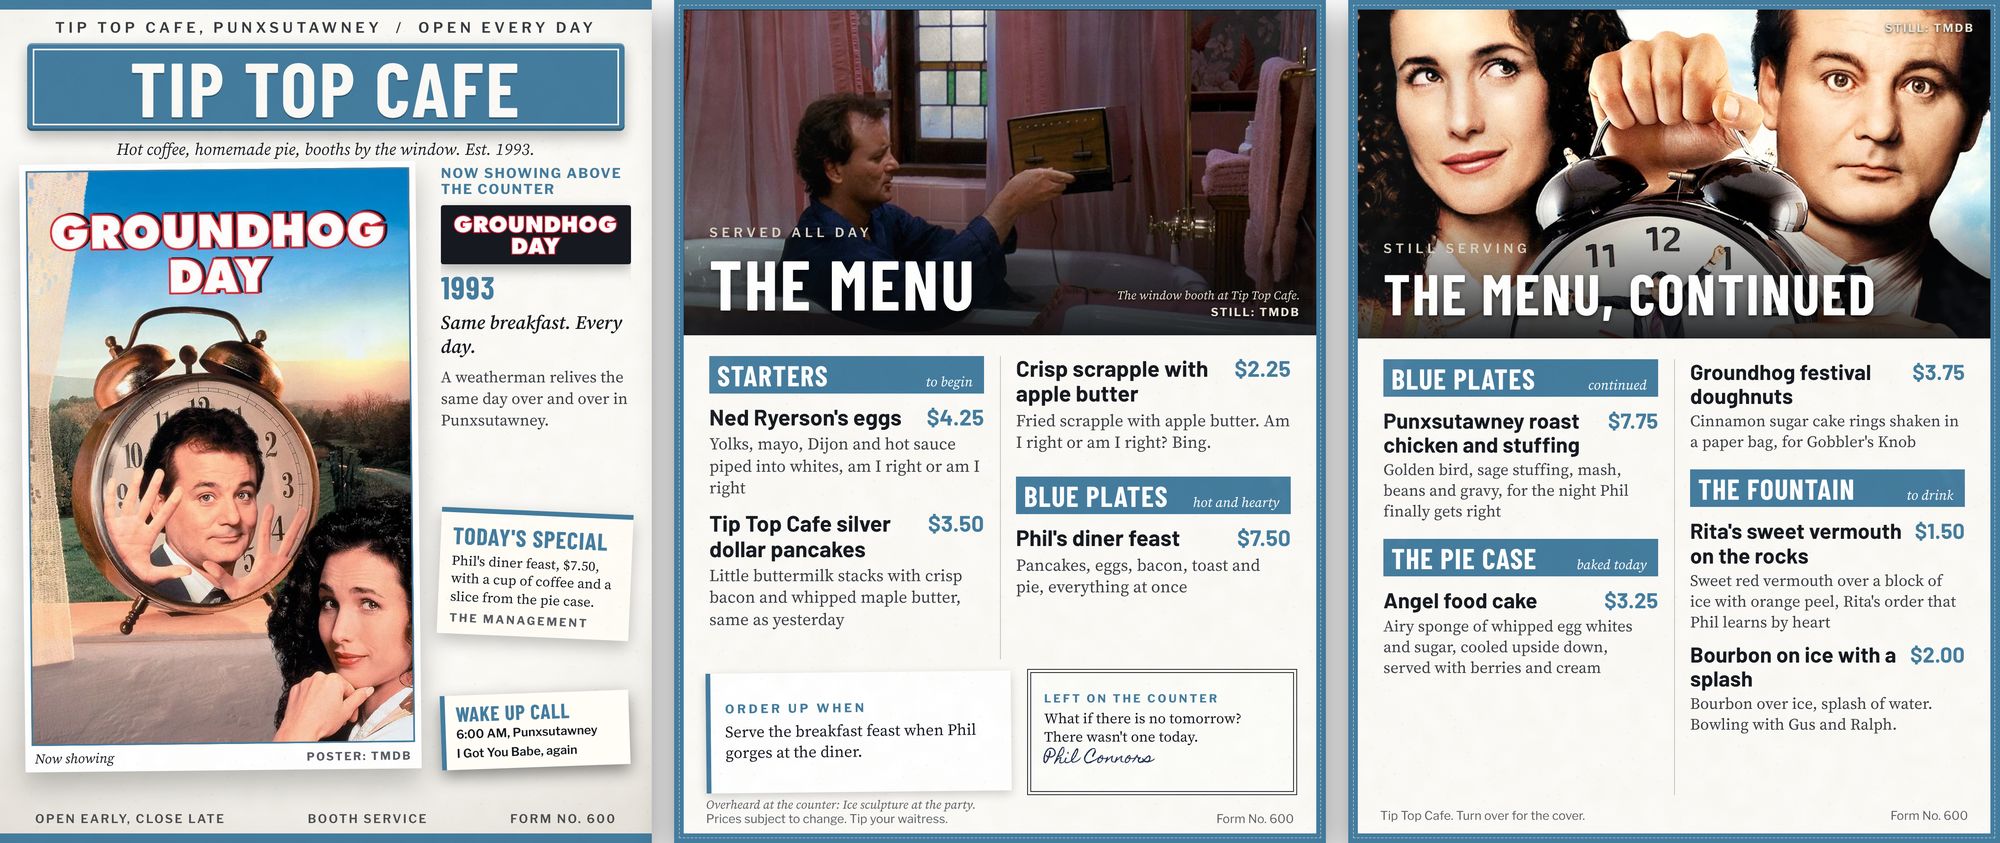 TIP TOP CAFE, PUNXSUTAWNEY / OPEN EVERY DAY
TIP TOP CAFE
Hot coffee, homemade pie, booths by the window. Est. 1993.
GROUNDHOG
DAY
12
10
2
3
4
Now showing
POSTER: TMDB
NOW SHOWING ABOVE
THE COUNTER
GROUNDHOG
DAY
1993
Same breakfast. Every
day.
A weatherman relives the
same day over and over in
Punxsutawney.
TODAY'S SPECIAL
Phil's diner feast, $7.50,
with a cup of coffee and a
slice from the pie case.
THE MANAGEMENT
WAKE UP CALL
6:00 AM, Punxsutawney
I Got You Babe, again
OPEN EARLY, CLOSE LATE
BOOTH SERVICE
FORM NO. 600
SERVED ALL DAY
THE MENU
The window booth at Tip Top Cafe.
STILL: TMDB
STARTERS
to begin
Ned Ryerson's eggs $4.25
Yolks, mayo, Dijon and hot sauce
piped into whites, am I right or am I
right
Tip Top Cafe silver $3.50
dollar pancakes
Little buttermilk stacks with crisp
bacon and whipped maple butter,
same as yesterday
Crisp scrapple with $2.25
apple butter
Fried scrapple with apple butter. Am
I right or am I right? Bing.
BLUE PLATES
hot and hearty
Phil's diner feast $7.50
Pancakes, eggs, bacon, toast and
pie, everything at once
ORDER UP WHEN
Serve the breakfast feast when Phil
gorges at the diner.
LEFT ON THE COUNTER
What if there is no tomorrow?
There wasn't one today.
Phil Connors
Overheard at the counter: Ice sculpture at the party.
Prices subject to change. Tip your waitress.
Form No. 600
STILL: TMDB
11
12
1
STILL SERVING
THE MENU, CONTINUED
BLUE PLATES
continued
Punxsutawney roast $7.75
chicken and stuffing
Golden bird, sage stuffing, mash,
beans and gravy, for the night Phil
finally gets right
THE PIE CASE
baked today
Angel food cake $3.25
Airy sponge of whipped egg whites
and sugar, cooled upside down,
served with berries and cream
Groundhog festival $3.75
doughnuts
Cinnamon sugar cake rings shaken in
a paper bag, for Gobbler's Knob
THE FOUNTAIN
to drink
Rita's sweet vermouth $1.50
on the rocks
Sweet red vermouth over a block of
ice with orange peel, Rita's order that
Phil learns by heart
Bourbon on ice with a $2.00
splash
Bourbon over ice, splash of water.
Bowling with Gus and Ralph.
Tip Top Cafe. Turn over for the cover.
Form No. 600